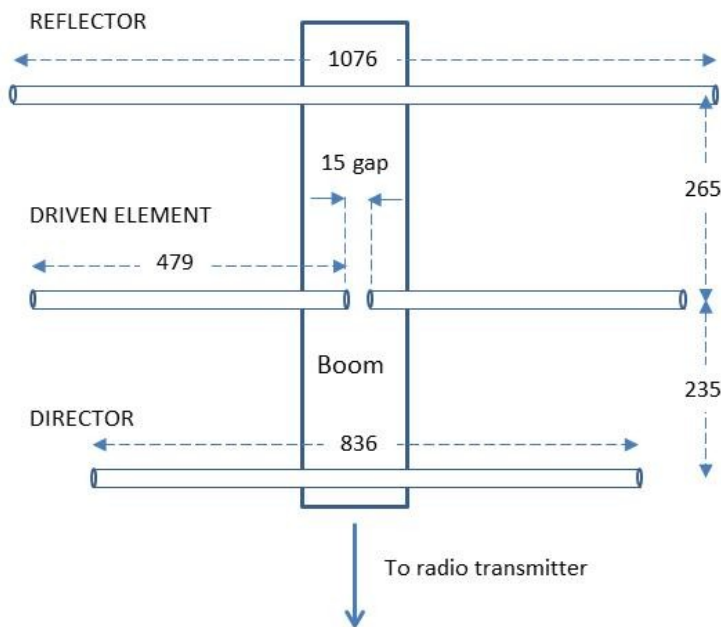 REFLECTOR
1076
15 gap
265
DRIVEN ELEMENT
479
Boom
235
DIRECTOR
836
To radio transmitter